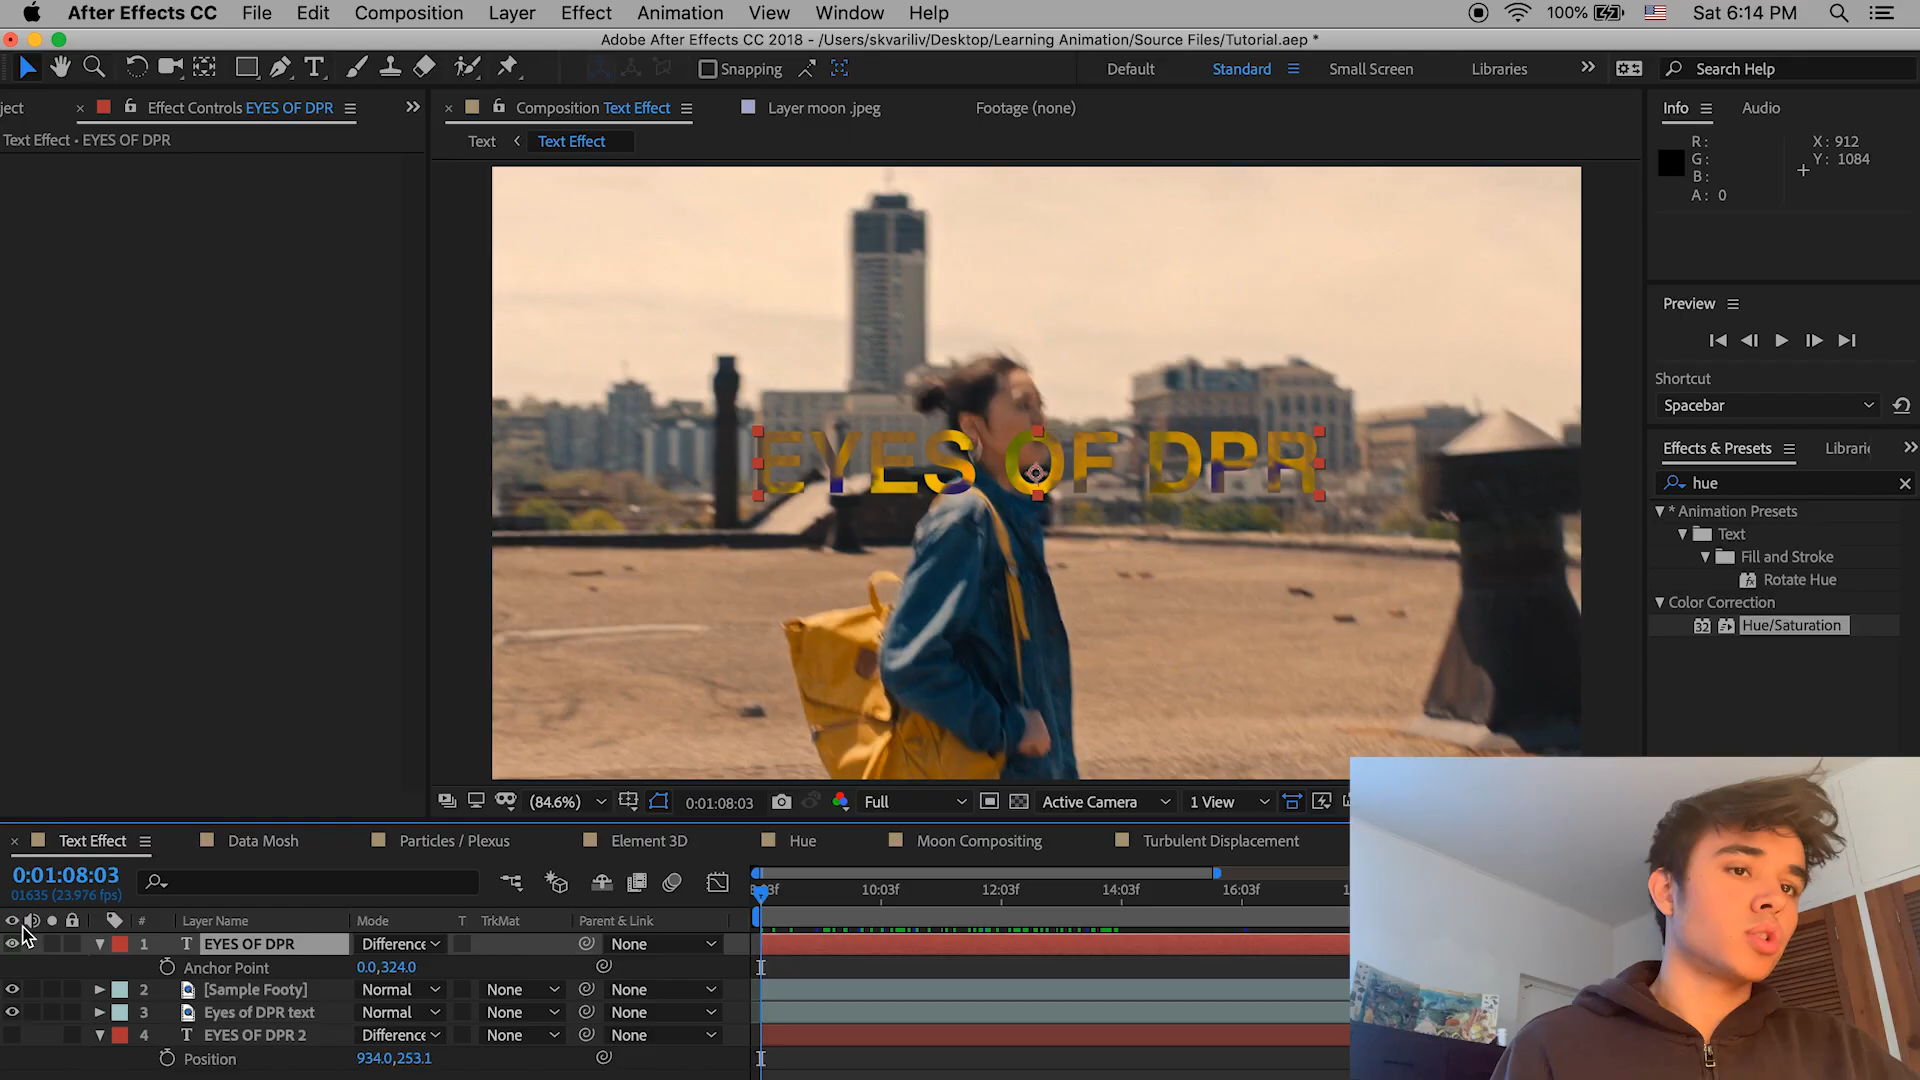 After Effects CC File Edit Composition Layer Effect Animation View Window Help 100% Sat 6:14 PM
Adobe After Effects CC 2018 - /Users/skvariliv/Desktop/Learning Animation/Source Files/Tutorial.aep *
Snapping Default Standard Small Screen Libraries Search Help
ject Effect Controls EYES OF DPR Composition Text Effect Layer moon .jpeg Footage (none) Info Audio
Text Effect • EYES OF DPR Text Text Effect
R: X: 912
G: Y: 1084
B:
A: 0
EYES OF DPR
Preview
Shortcut
Spacebar
Effects & Presets Librari
hue
* Animation Presets
Text
Fill and Stroke
Rotate Hue
Color Correction
32 Hue/Saturation
(84.6%) 0:01:08:03 Full Active Camera 1 View
Text Effect Data Mosh Particles / Plexus Element 3D Hue Moon Compositing Turbulent Displacement
0:01:08:03
01635 (23.976 fps)
10:03f 12:03f 14:03f 16:03f
# Layer Name Mode T TrkMat Parent & Link
1 T EYES OF DPR Difference None
Anchor Point 0.0,324.0
2 [Sample Footy] Normal None None
3 Eyes of DPR text Normal None None
4 T EYES OF DPR 2 Difference None None
Position 934.0,253.1